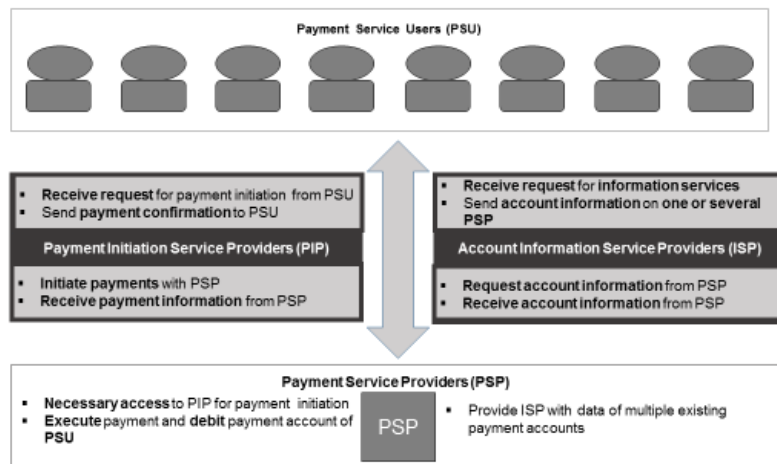 Payment Service Users (PSU)
▪ Receive request for payment initiation from PSU
▪ Send payment confirmation to PSU
Payment Initiation Service Providers (PIP)
▪ Initiate payments with PSP
▪ Receive payment information from PSP
▪ Receive request for information services
▪ Send account information on one or several
PSP
Account Information Service Providers (ISP)
▪ Request account information from PSP
▪ Receive account information from PSP
Payment Service Providers (PSP)
▪ Necessary access to PIP for payment initiation
▪ Execute payment and debit payment account of
PSU
PSP
▪ Provide ISP with data of multiple existing
payment accounts